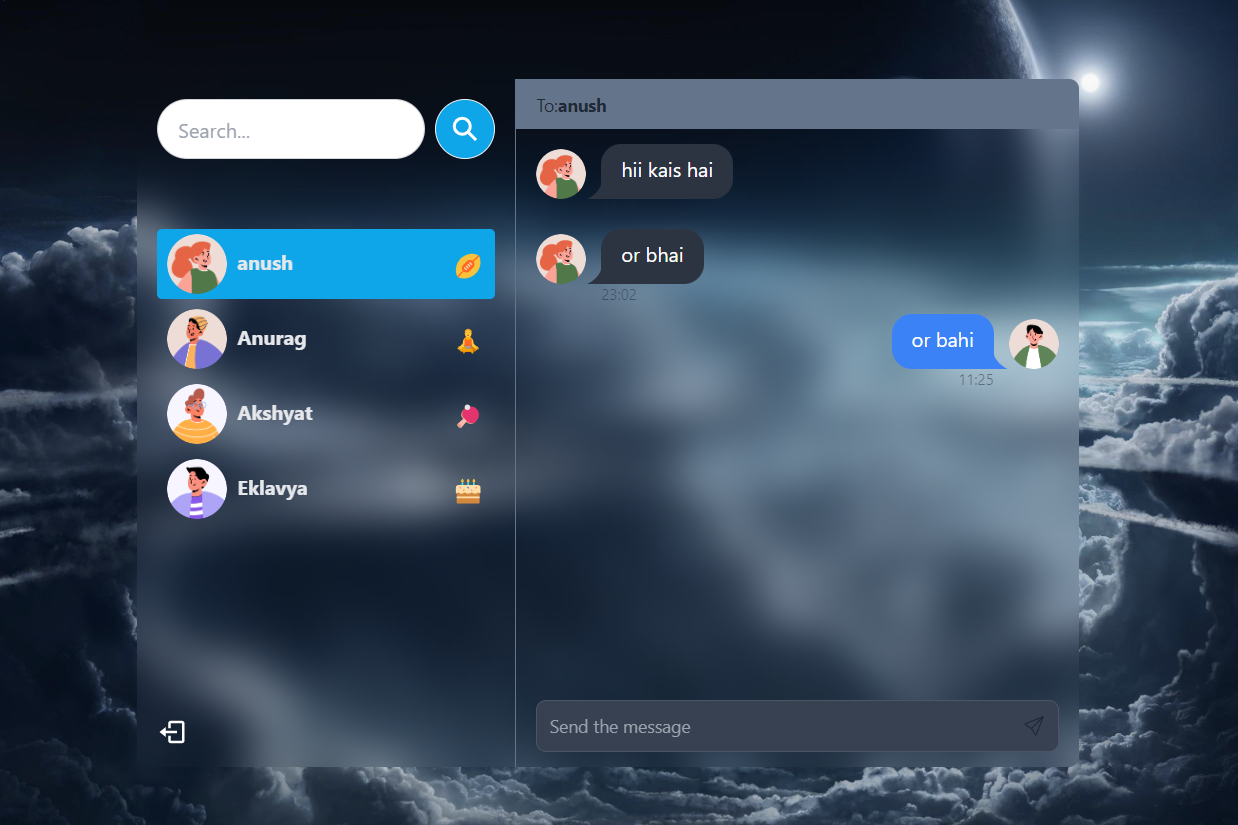 Search...
anush
Anurag
Akshyat
Eklavya
To:anush
hii kais hai
or bhai
23:02
or bahi
11:25
Send the message